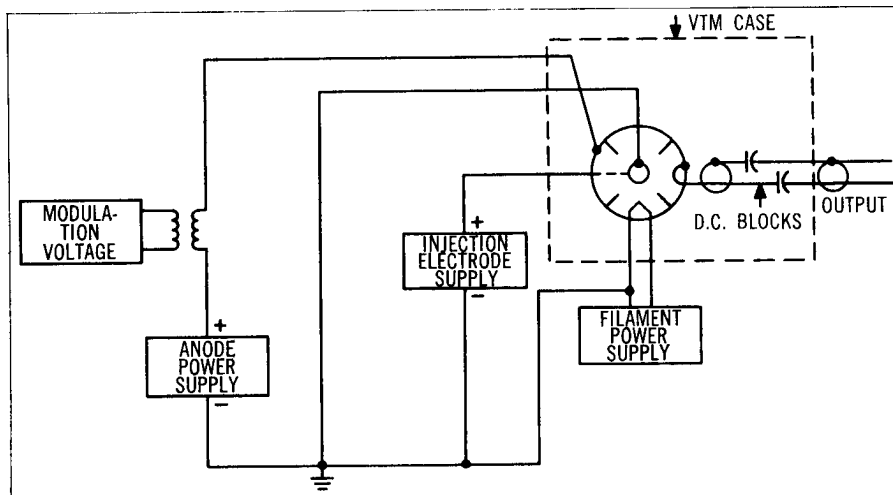 VTM CASE
MODULA-
TION
VOLTAGE
+
INJECTION
ELECTRODE
SUPPLY
−
D.C. BLOCKS
OUTPUT
+
ANODE
POWER
SUPPLY
−
FILAMENT
POWER
SUPPLY